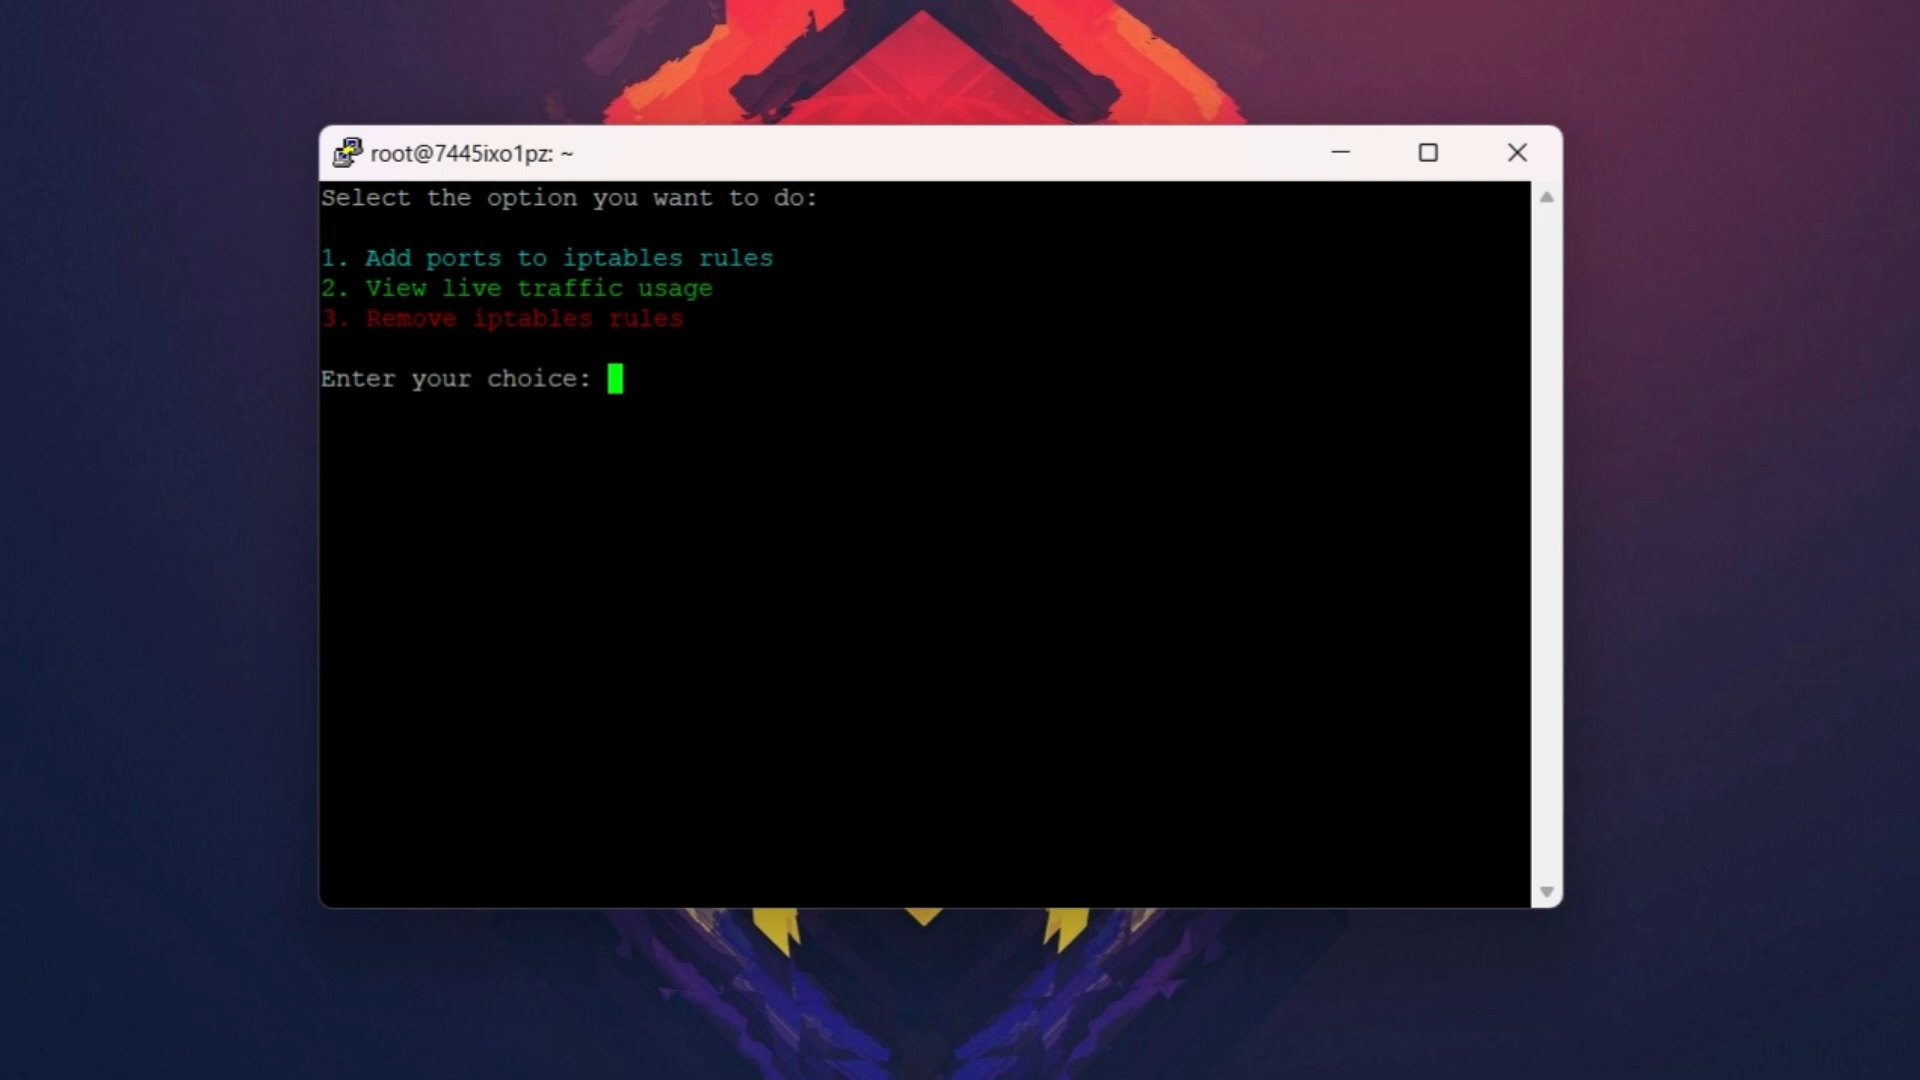 root@7445ixo1pz: ~
Select the option you want to do:
1. Add ports to iptables rules
2. View live traffic usage
3. Remove iptables rules
Enter your choice: